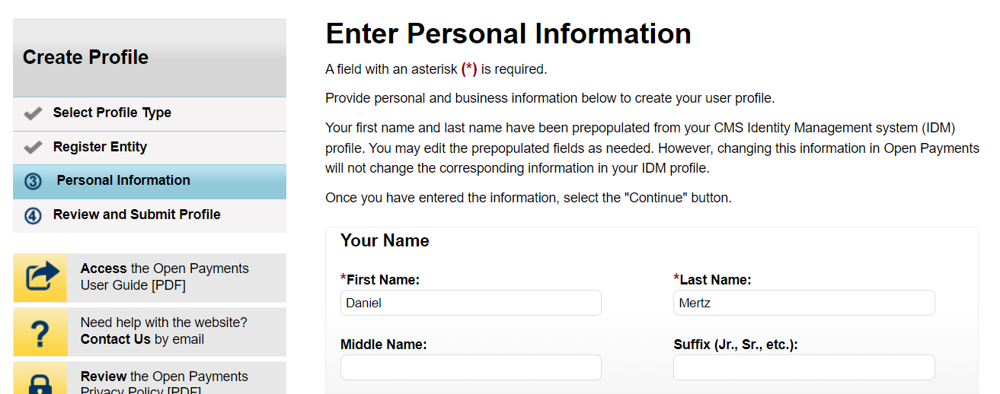 Create Profile
Select Profile Type
Register Entity
3 Personal Information
4 Review and Submit Profile
Access the Open Payments
User Guide [PDF]
Need help with the website?
Contact Us by email
Review the Open Payments
Privacy Policy [PDF]
Enter Personal Information
A field with an asterisk (*) is required.
Provide personal and business information below to create your user profile.
Your first name and last name have been prepopulated from your CMS Identity Management system (IDM)
profile. You may edit the prepopulated fields as needed. However, changing this information in Open Payments
will not change the corresponding information in your IDM profile.
Once you have entered the information, select the "Continue" button.
Your Name
*First Name:
Daniel
*Last Name:
Mertz
Middle Name:
Suffix (Jr., Sr., etc.):